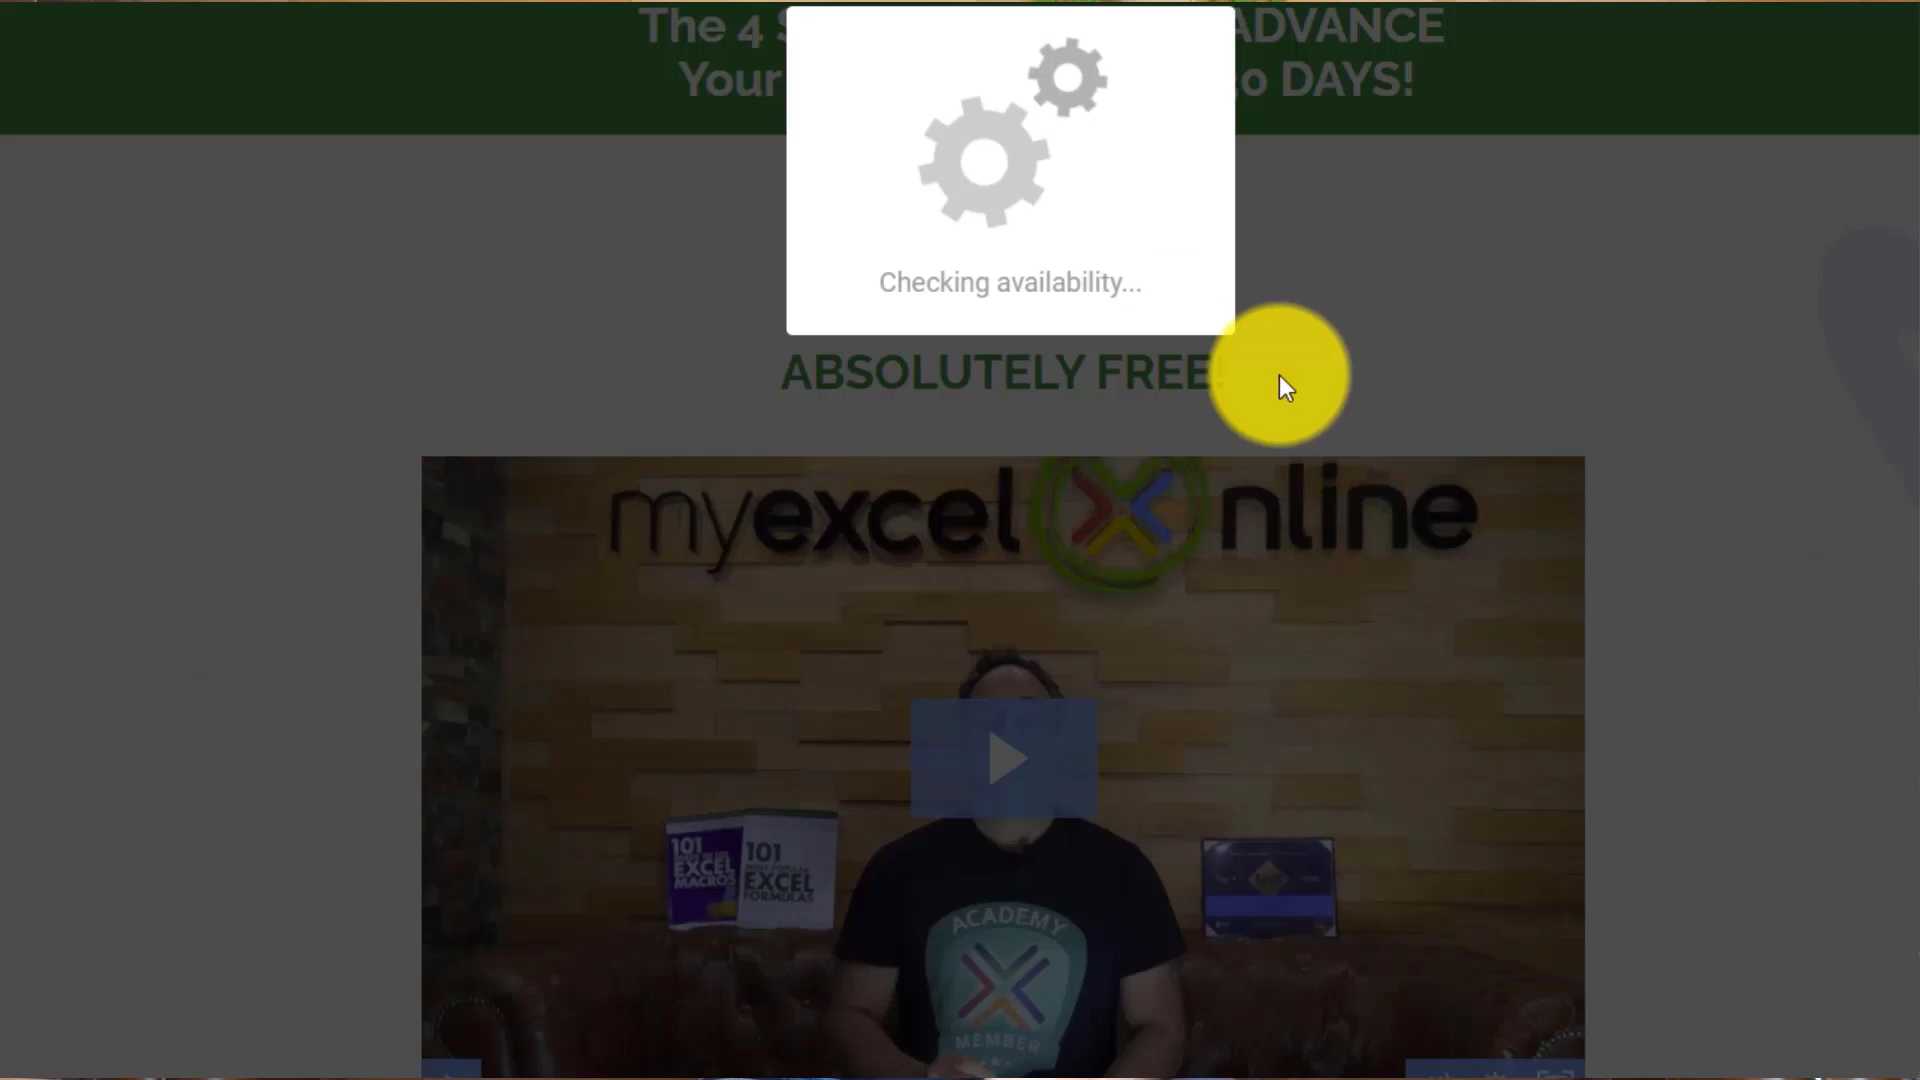 The 4 ADVANCE
Your DAYS!
Checking availability...
ABSOLUTELY FREE!
myexcel nline
101
EXCEL
MACROS
101
EXCEL
FORMULAS
ACADEMY
MEMBER